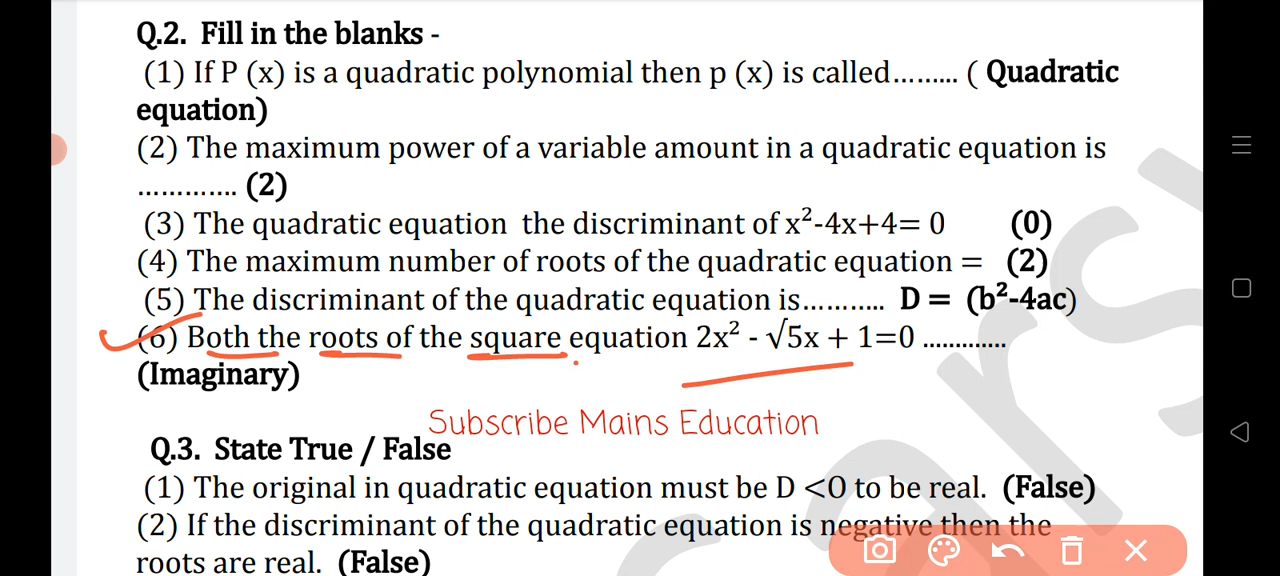 Q.2. Fill in the blanks -
(1) If P (x) is a quadratic polynomial then p (x) is called......... ( Quadratic
equation)
(2) The maximum power of a variable amount in a quadratic equation is
............. (2)
(3) The quadratic equation the discriminant of x²-4x+4= 0 (0)
(4) The maximum number of roots of the quadratic equation = (2)
(5) The discriminant of the quadratic equation is........... D = (b²-4ac)
(6) Both the roots of the square equation 2x² - √5x + 1=0 .............
(Imaginary)
Subscribe Mains Education
Q.3. State True / False
(1) The original in quadratic equation must be D <0 to be real. (False)
(2) If the discriminant of the quadratic equation is negative then the
roots are real. (False)